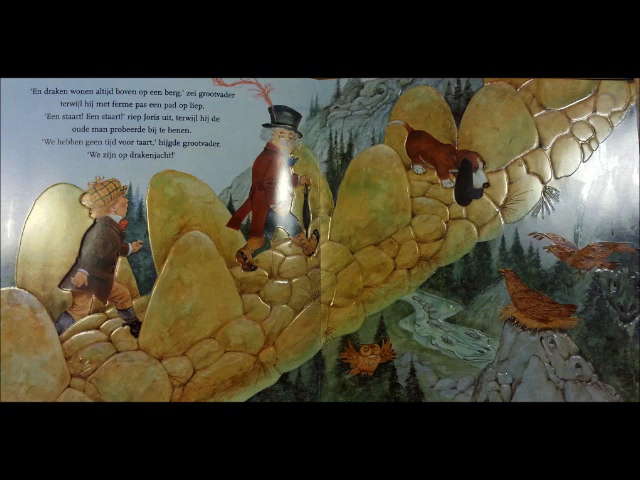 'En draken wonen altijd boven op een berg,' zei grootvader
terwijl hij met ferme pas een pad op liep.
'Een staart! Een staart!' riep Joris uit, terwijl hij de
oude man probeerde bij te benen.
'We hebben geen tijd voor taart,' hijgde grootvader.
'We zijn op drakenjacht!'